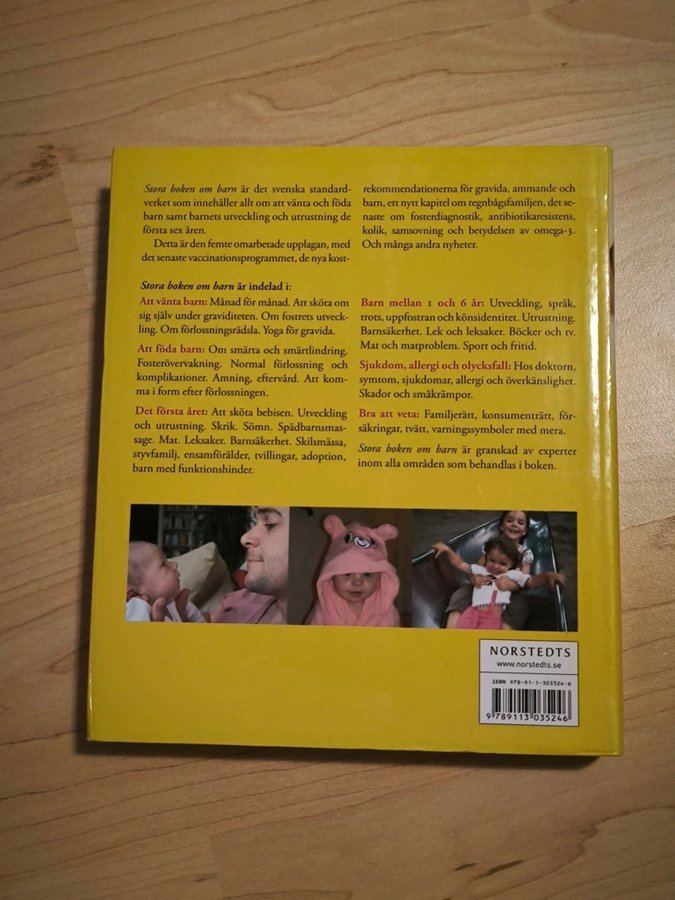 Stora boken om barn är det svenska standard-
verket som innehåller allt om att vänta och föda
barn samt barnets utveckling och utrustning de
första sex åren.
Detta är den femte omarbetade upplagan, med
det senaste vaccinationsprogrammet, de nya kost-
rekommendationerna för gravida, ammande och
barn, ett nytt kapitel om regnbågsfamiljen, det se-
naste om fosterdiagnostik, antibiotikaresistens,
kolik, samsovning och betydelsen av omega-3.
Och många andra nyheter.
Stora boken om barn är indelad i:
Att vänta barn: Månad för månad. Att sköta om
sig själv under graviditeten. Om fostrets utveck-
ling. Om förlossningsrädsla. Yoga för gravida.
Att föda barn: Om smärta och smärtlindring.
Fosterövervakning. Normal förlossning och
komplikationer. Amning, eftervård. Att kom-
ma i form efter förlossningen.
Det första året: Att sköta bebisen. Utveckling
och utrustning. Skrik. Sömn. Spädbarnsmas-
sage. Mat. Leksaker. Barnsäkerhet. Skilsmässa,
styvfamilj, ensamförälder, tvillingar, adoption,
barn med funktionshinder.
Barn mellan 1 och 6 år: Utveckling, språk,
trots, uppfostran och könsidentitet. Utrustning.
Barnsäkerhet. Lek och leksaker. Böcker och tv.
Mat och matproblem. Sport och fritid.
Sjukdom, allergi och olycksfall: Hos doktorn,
symtom, sjukdomar, allergi och överkänslighet.
Skador och småkrämpor.
Bra att veta: Familjerätt, konsumenträtt, för-
säkringar, tvätt, varningssymboler med mera.
Stora boken om barn är granskad av experter
inom alla områden som behandlas i boken.
NORSTEDTS
www.norstedts.se
ISBN 978-91-1-303524-6
9 789113 035246